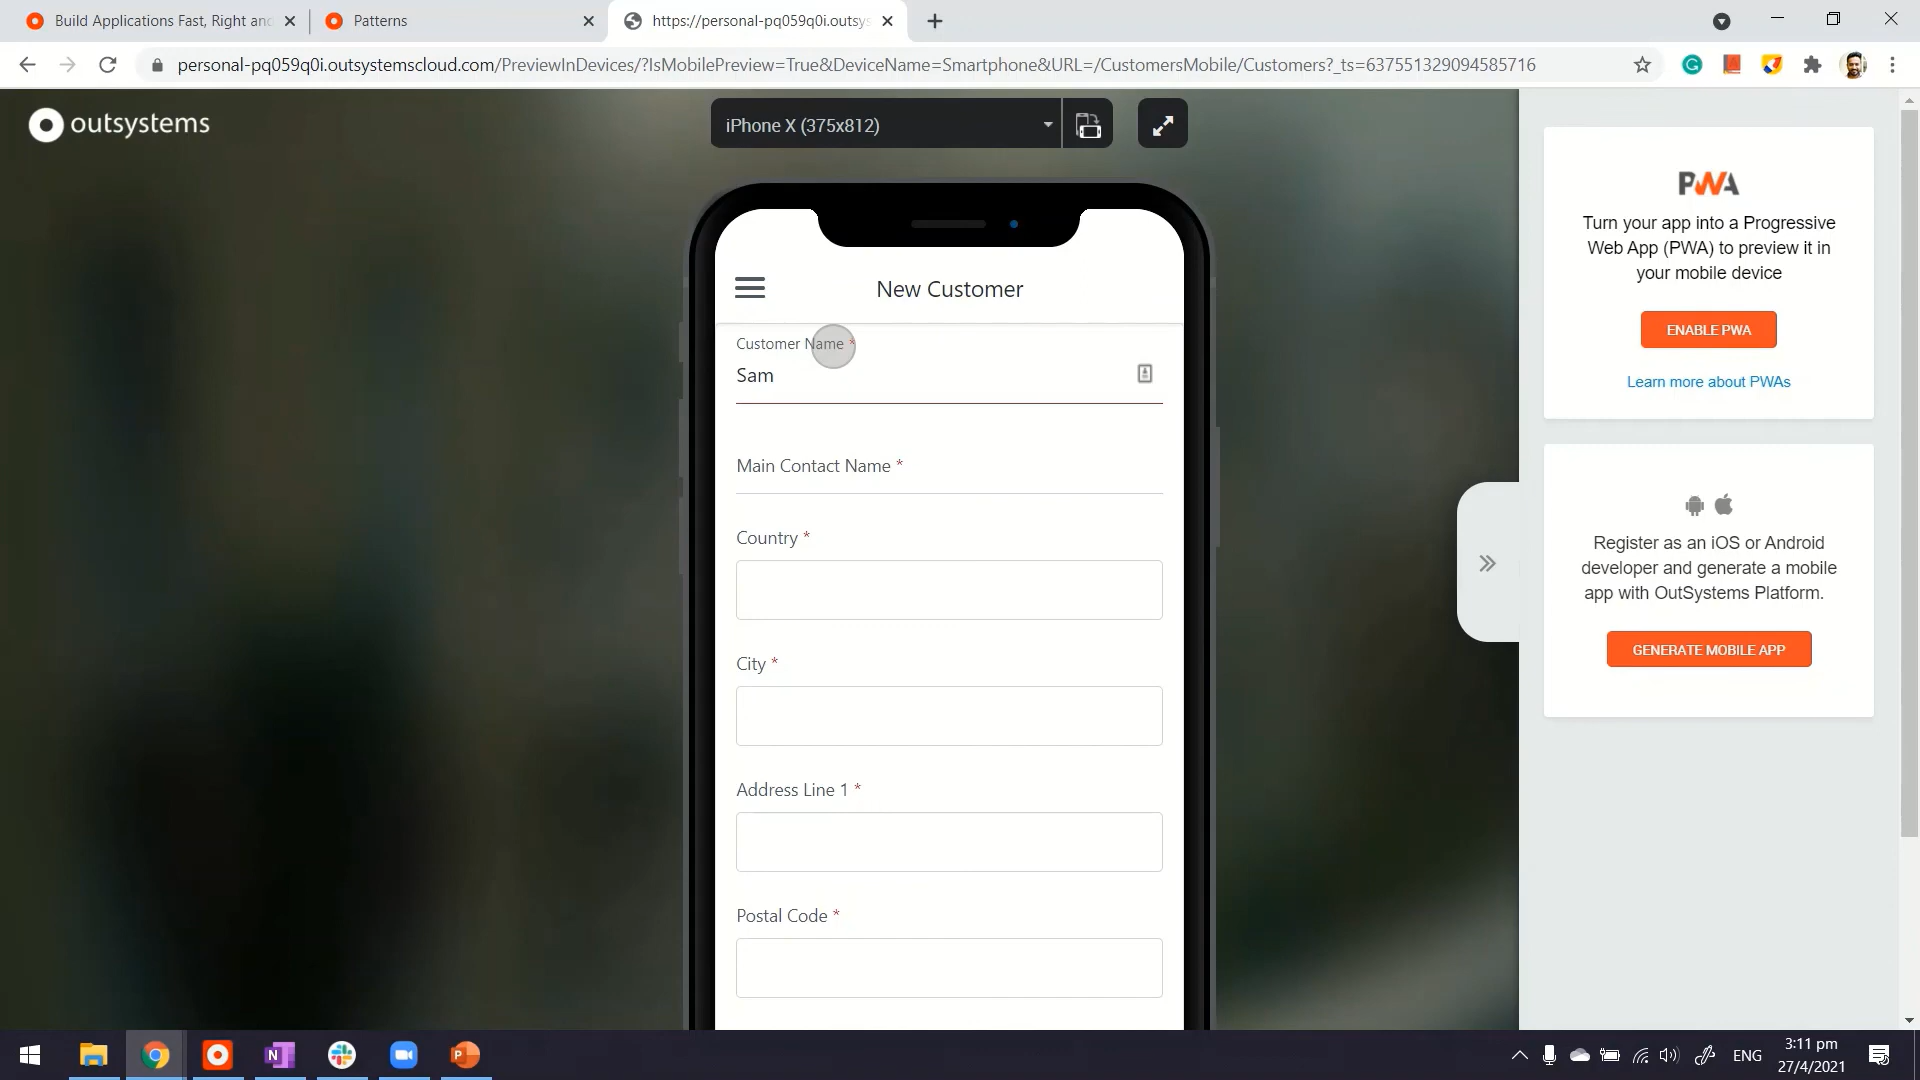 Build Applications Fast, Right and
Patterns
https://personal-pq059q0i.outsys
personal-pq059q0i.outsystemscloud.com/PreviewInDevices/?IsMobilePreview=True&DeviceName=Smartphone&URL=/CustomersMobile/Customers?_ts=637551329094585716
outsystems
iPhone X (375x812)
New Customer
Customer Name *
Sam
Main Contact Name *
Country *
City *
Address Line 1 *
Postal Code *
PWA
Turn your app into a Progressive
Web App (PWA) to preview it in
your mobile device
ENABLE PWA
Learn more about PWAs
Register as an iOS or Android
developer and generate a mobile
app with OutSystems Platform.
GENERATE MOBILE APP
ENG
3:11 pm
27/4/2021